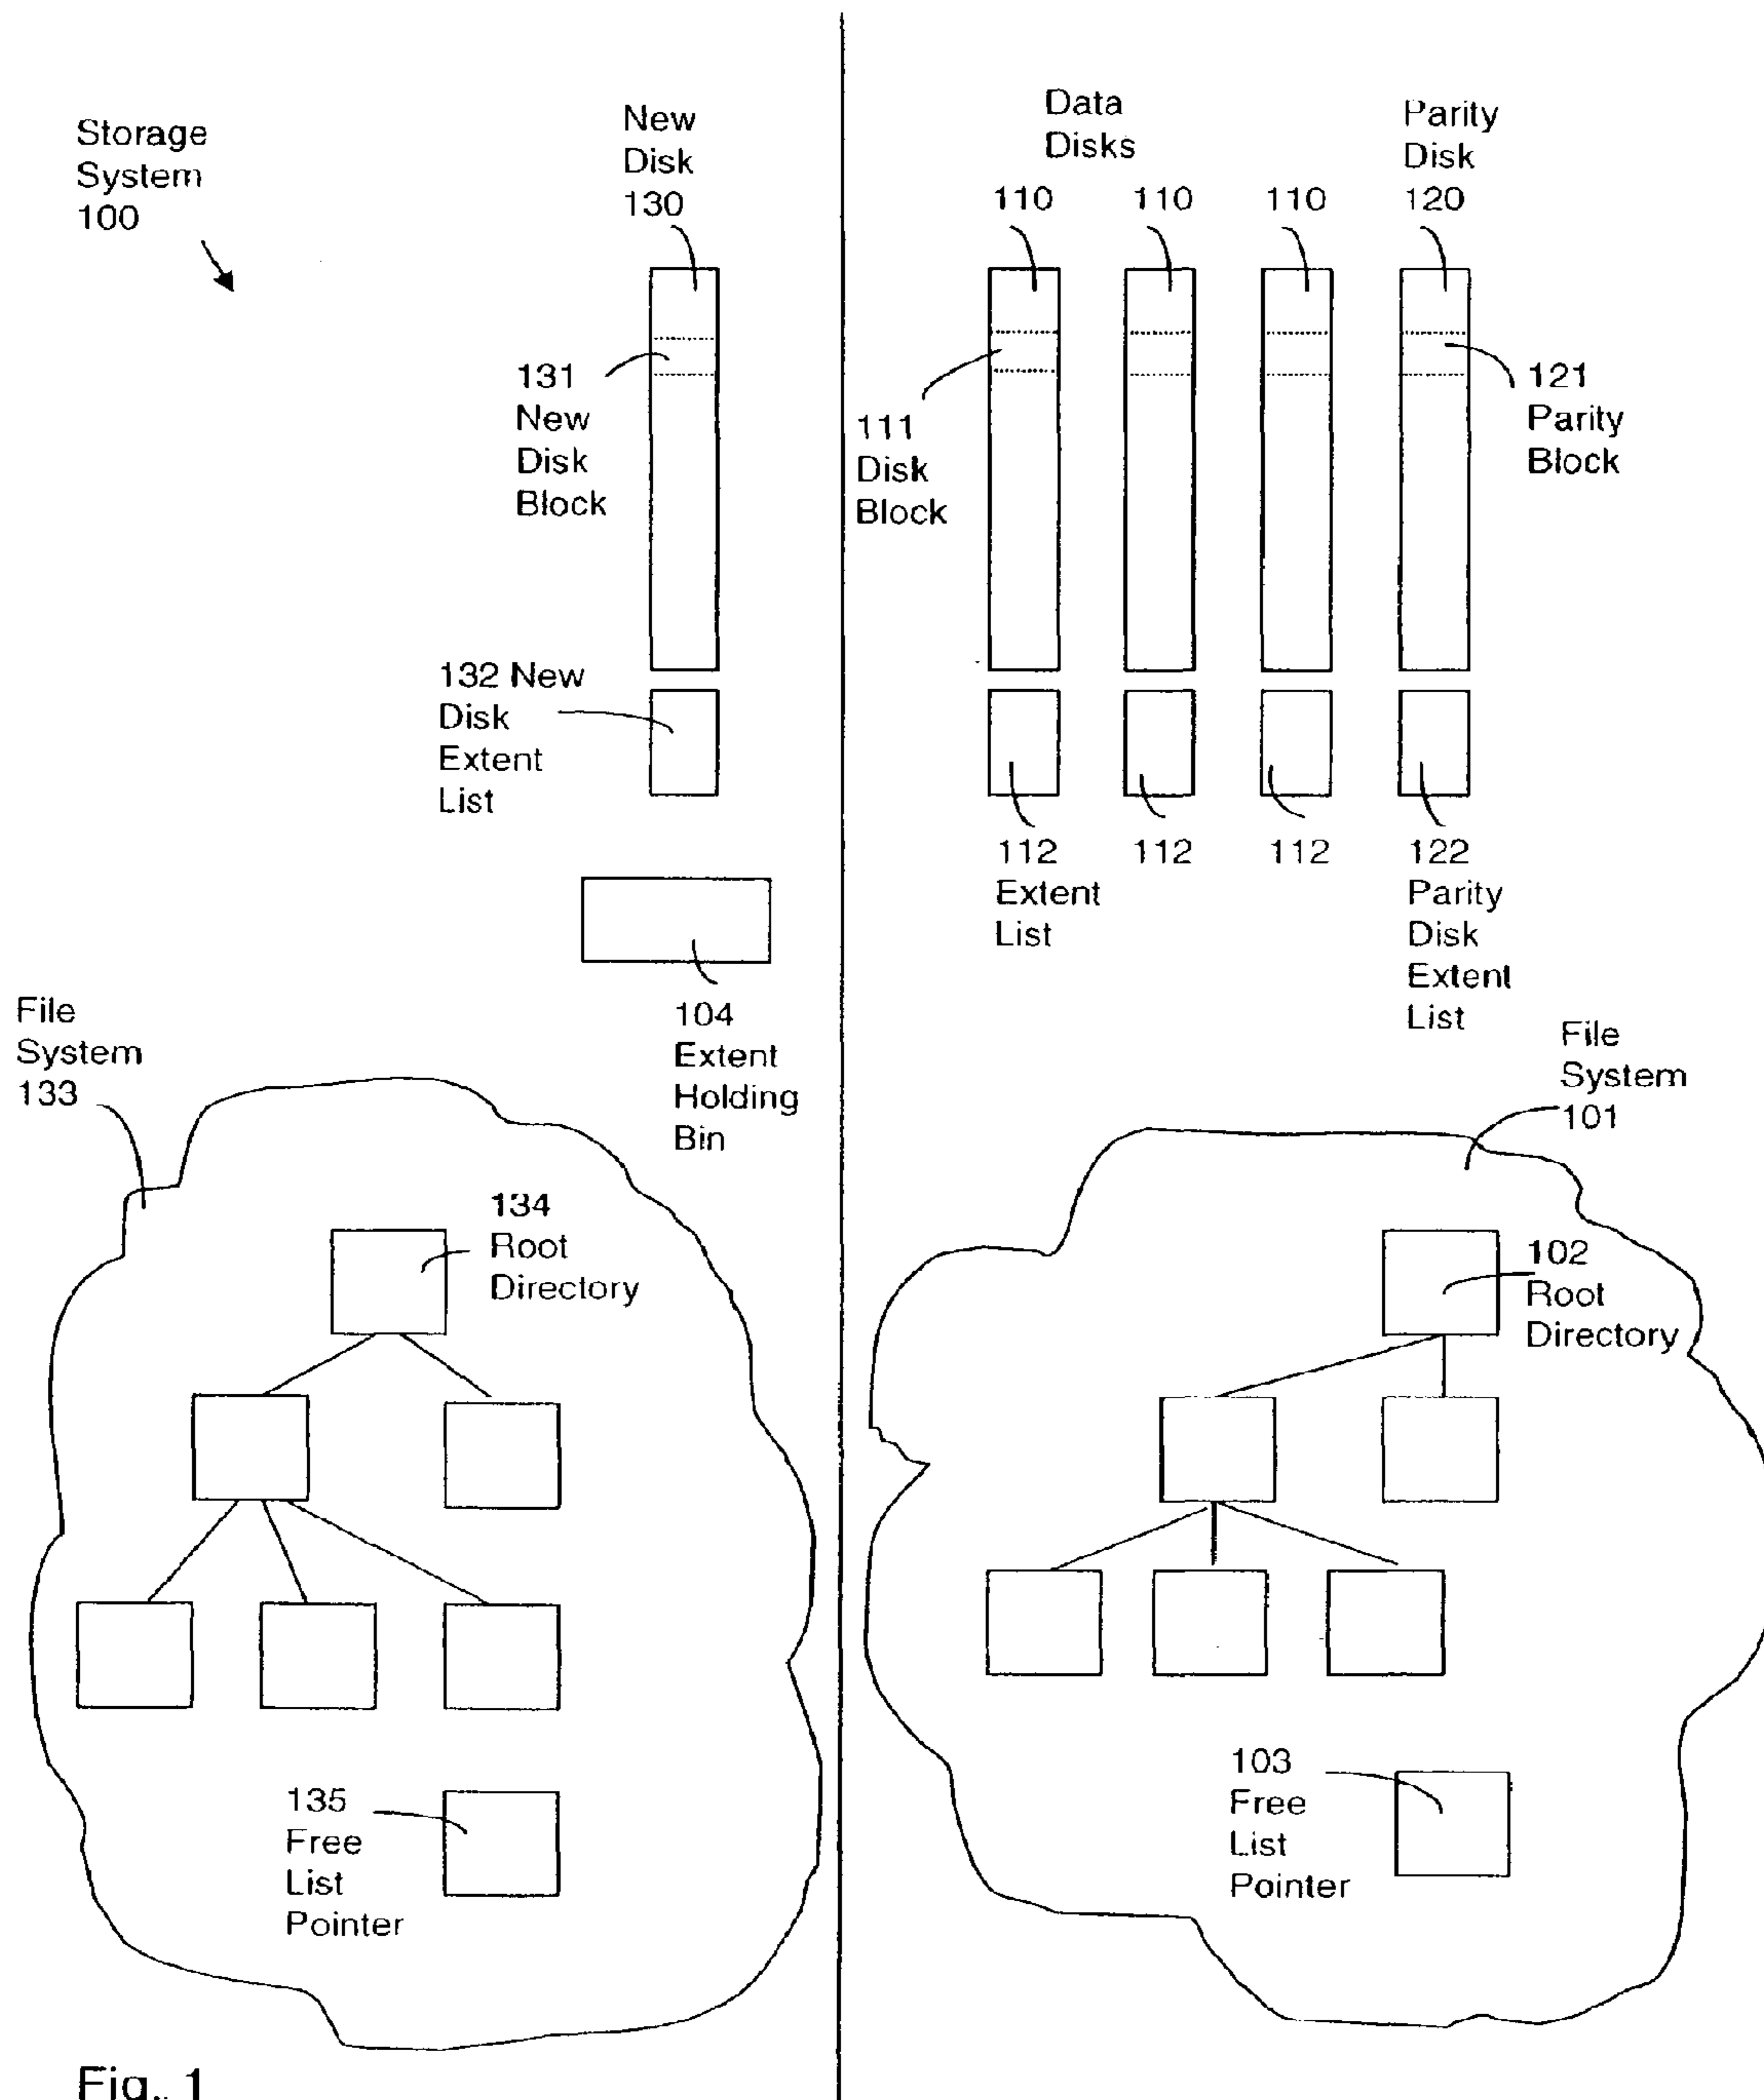 Storage
System
100
New
Disk
130
131
New
Disk
Block
132 New
Disk
Extent
List
104
Extent
Holding
Bin
File
System
133
134
Root
Directory
135
Free
List
Pointer
Fig. 1
Data
Disks
110 110 110
Parity
Disk
120
111
Disk
Block
121
Parity
Block
112
Extent
List
112
112
122
Parity
Disk
Extent
List
File
System
101
102
Root
Directory
103
Free
List
Pointer